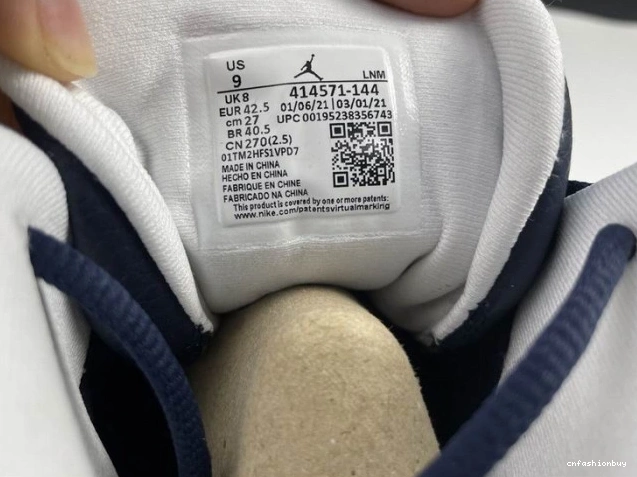 US
9
LNM
UK 8
414571-144
EUR 42.5
01/06/21 | 03/01/21
cm 27
UPC 00195238356743
BR 40.5
CN 270(2.5)
01TM2HFS1VPD7
MADE IN CHINA
HECHO EN CHINA
FABRIQUE EN CHINE
FABRICADO NA CHINA
This product is covered by one or more patents:
www.nike.com/patentsvirtualmarking
cnfashionbuy